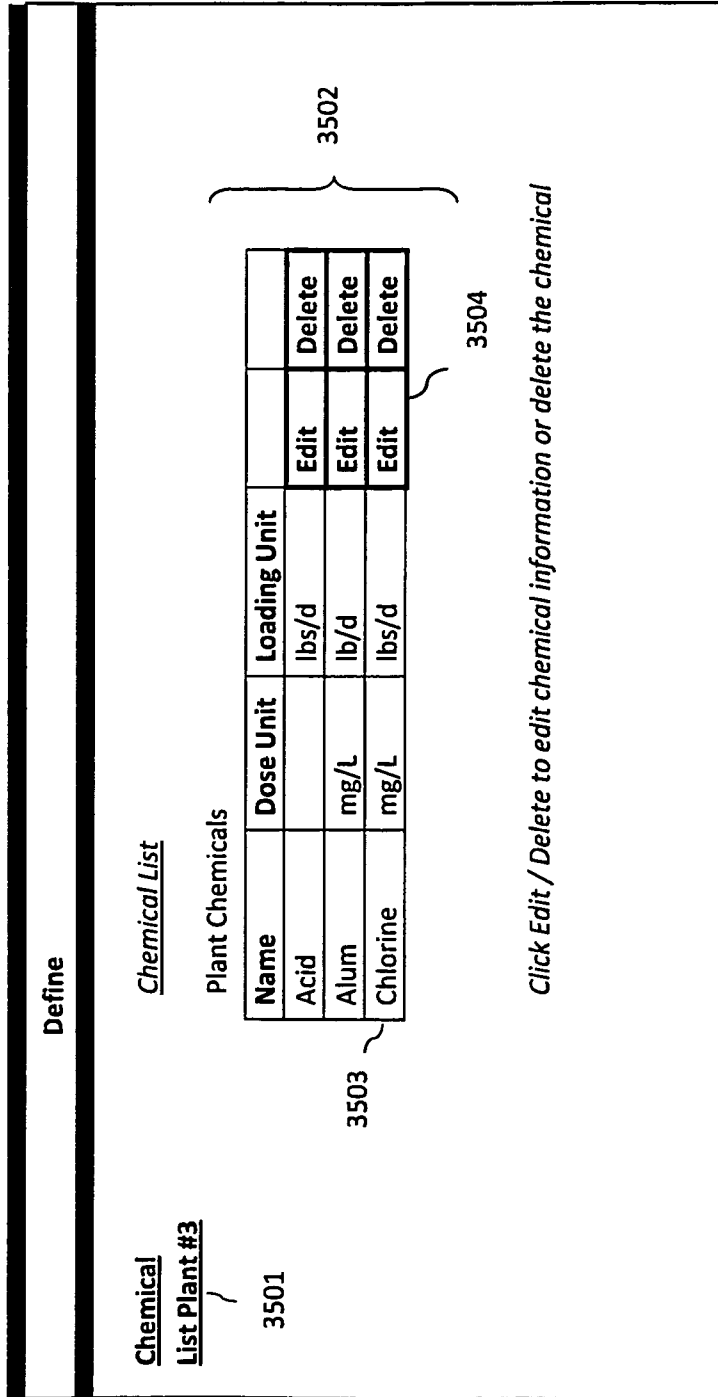 Define
Chemical
List Plant #3
3501
Chemical List
Plant Chemicals
Name Dose Unit Loading Unit
Acid lbs/d Edit Delete
Alum mg/L lb/d Edit Delete
Chlorine mg/L lbs/d Edit Delete
3502
3503
3504
Click Edit / Delete to edit chemical information or delete the chemical